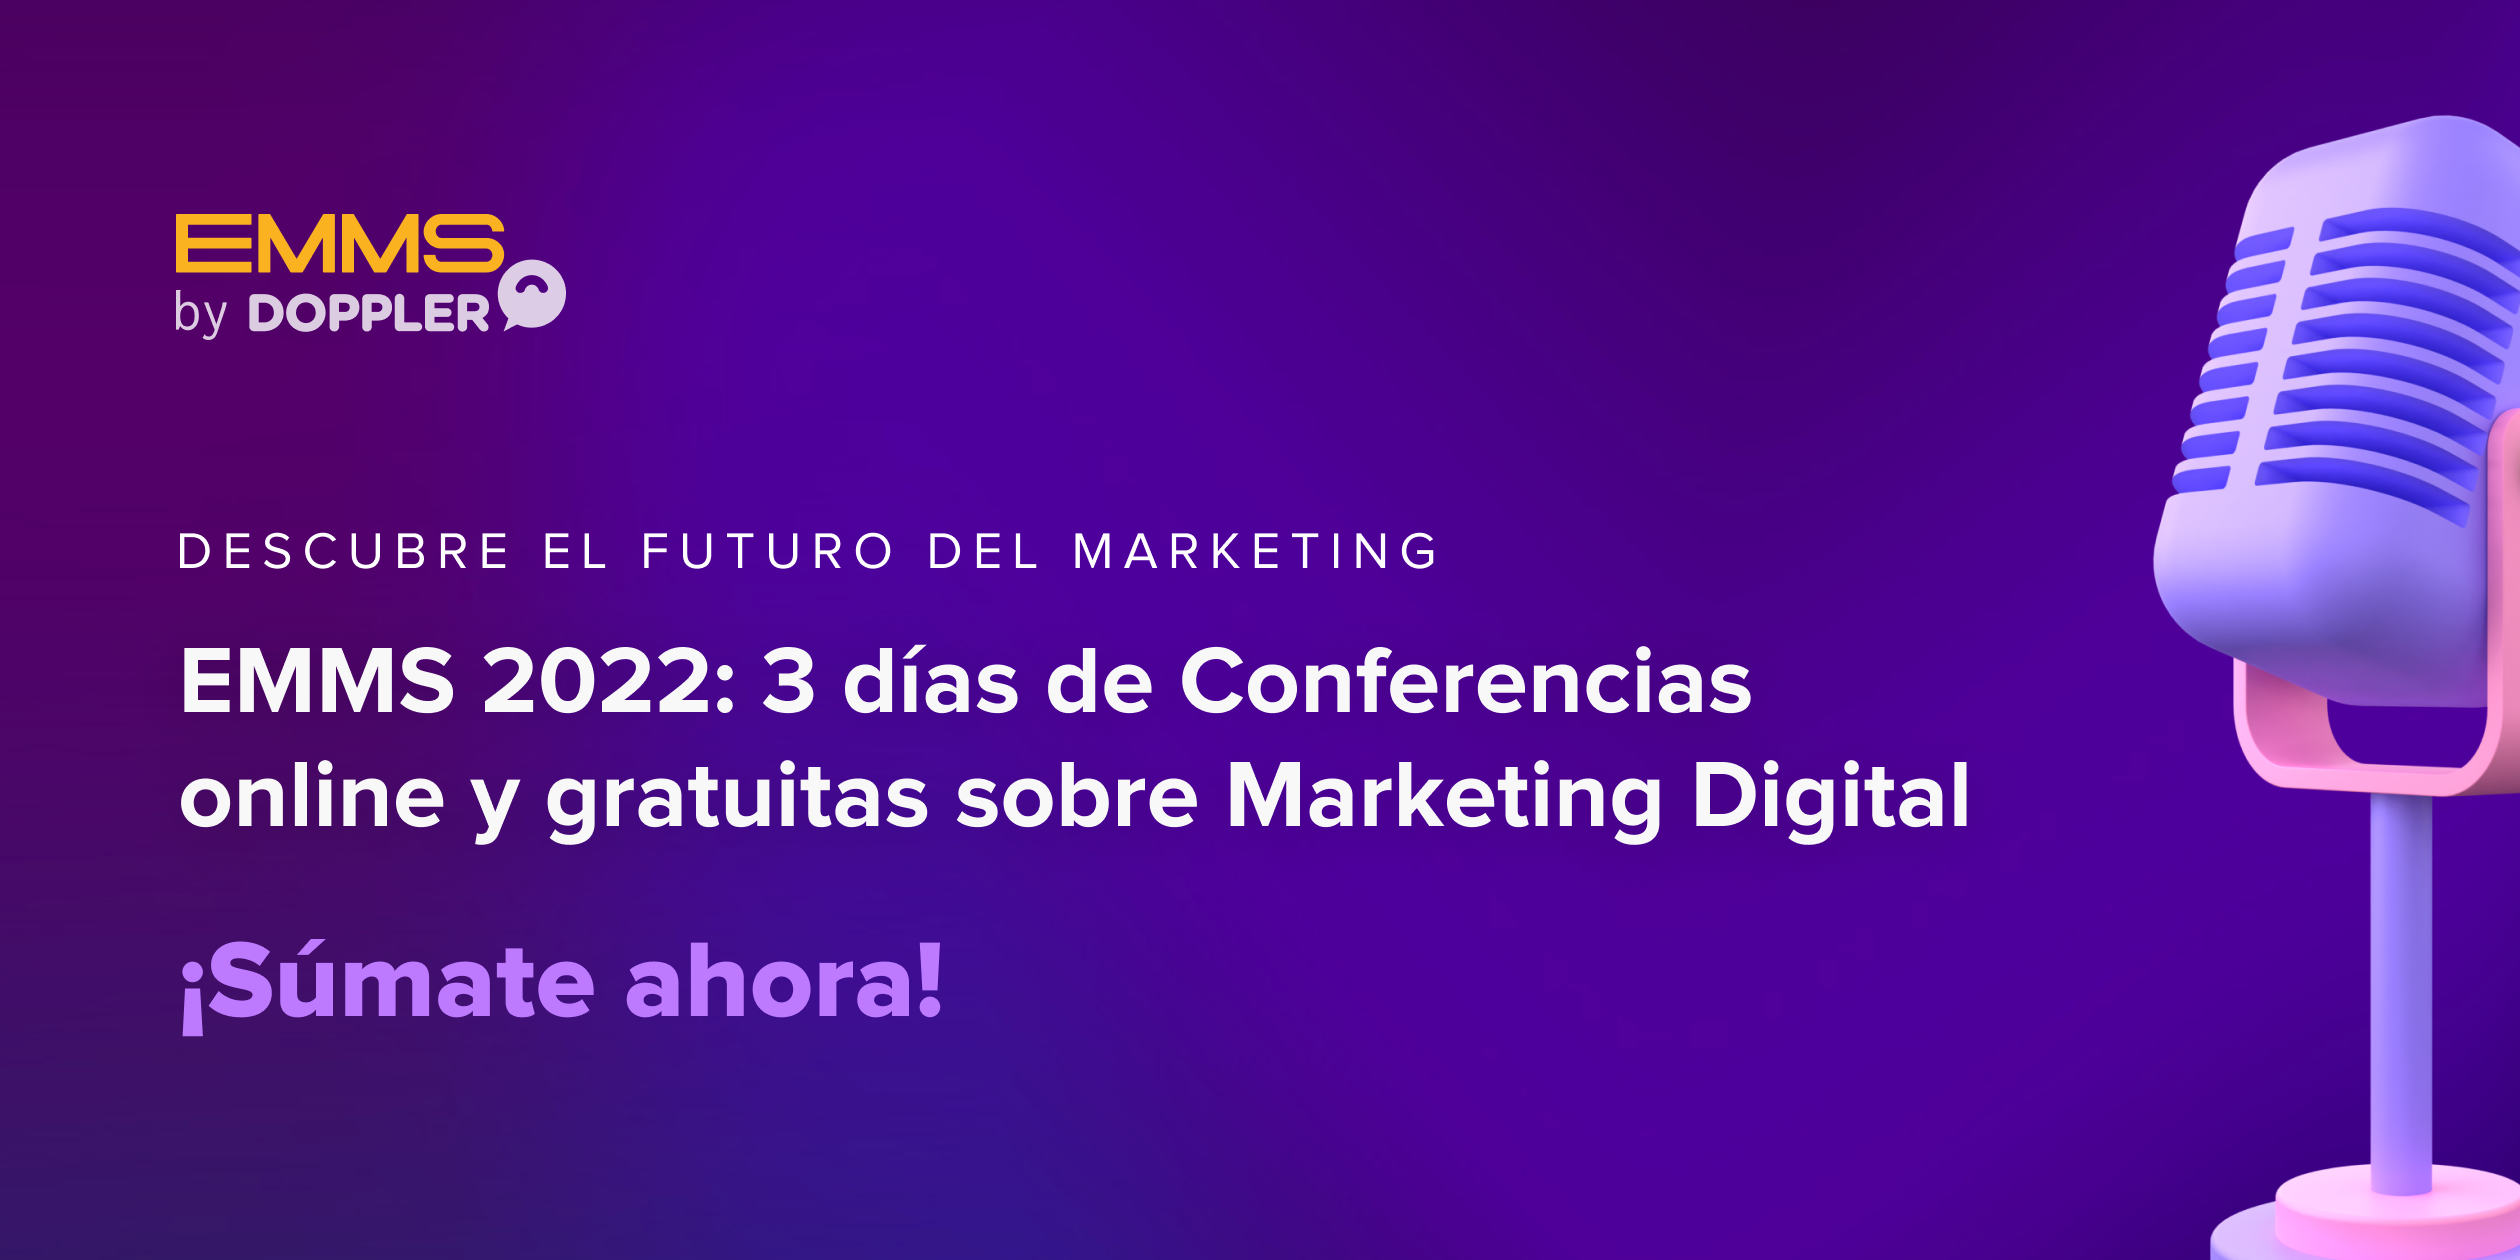 EMMS
by DOPPLER
DESCUBRE EL FUTURO DEL MARKETING
EMMS 2022: 3 días de Conferencias
online y gratuitas sobre Marketing Digital
¡Súmate ahora!